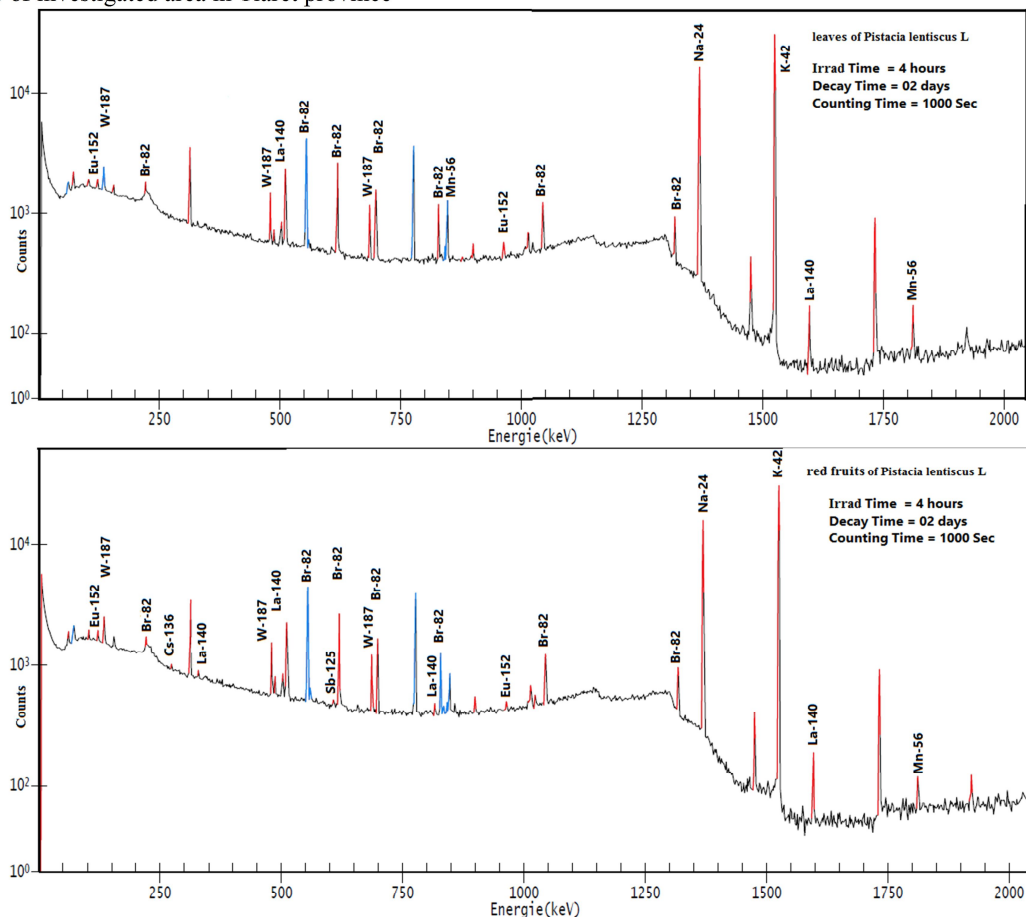 of investigated area in Tiaret province
leaves of Pistacia lentiscus L
Irrad Time = 4 hours
Decay Time = 02 days
Counting Time = 1000 Sec
Eu-152
W-187
Br-82
W-187
La-140
Br-82
Br-82
W-187
Br-82
Br-82
Mn-56
Eu-152
Br-82
Br-82
Na-24
K-42
La-140
Mn-56
Counts
10⁴
10³
10²
10⁰
250 500 750 1000 1250 1500 1750 2000
Energie(keV)
red fruits of Pistacia lentiscus L
Irrad Time = 4 hours
Decay Time = 02 days
Counting Time = 1000 Sec
Eu-152
W-187
Br-82
Cs-136
La-140
W-187
La-140
Br-82
Sb-125
Br-82
W-187
Br-82
La-140
Br-82
Eu-152
Br-82
Br-82
Na-24
K-42
La-140
Mn-56
Counts
10⁴
10³
10²
10⁰
250 500 750 1000 1250 1500 1750 2000
Energie(keV)